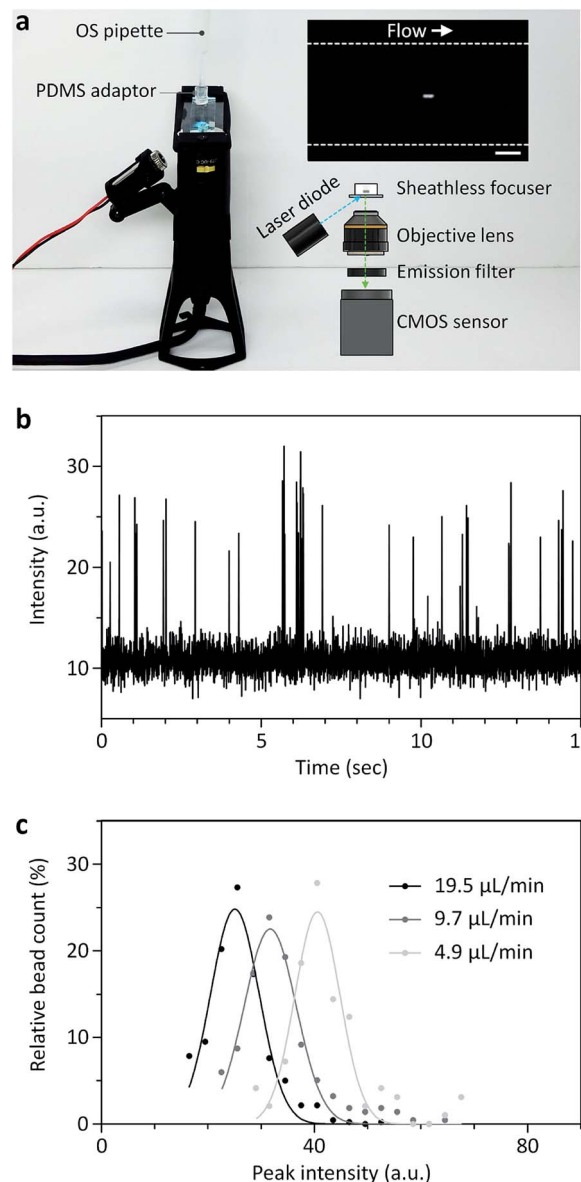 a
OS pipette
PDMS adaptor
Flow
Laser diode
Sheathless focuser
Objective lens
Emission filter
CMOS sensor
b
Intensity (a.u.)
30
20
10
0
5
10
Time (sec)
c
Relative bead count (%)
30
20
10
0
19.5 µL/min
9.7 µL/min
4.9 µL/min
0
40
80
Peak intensity (a.u.)